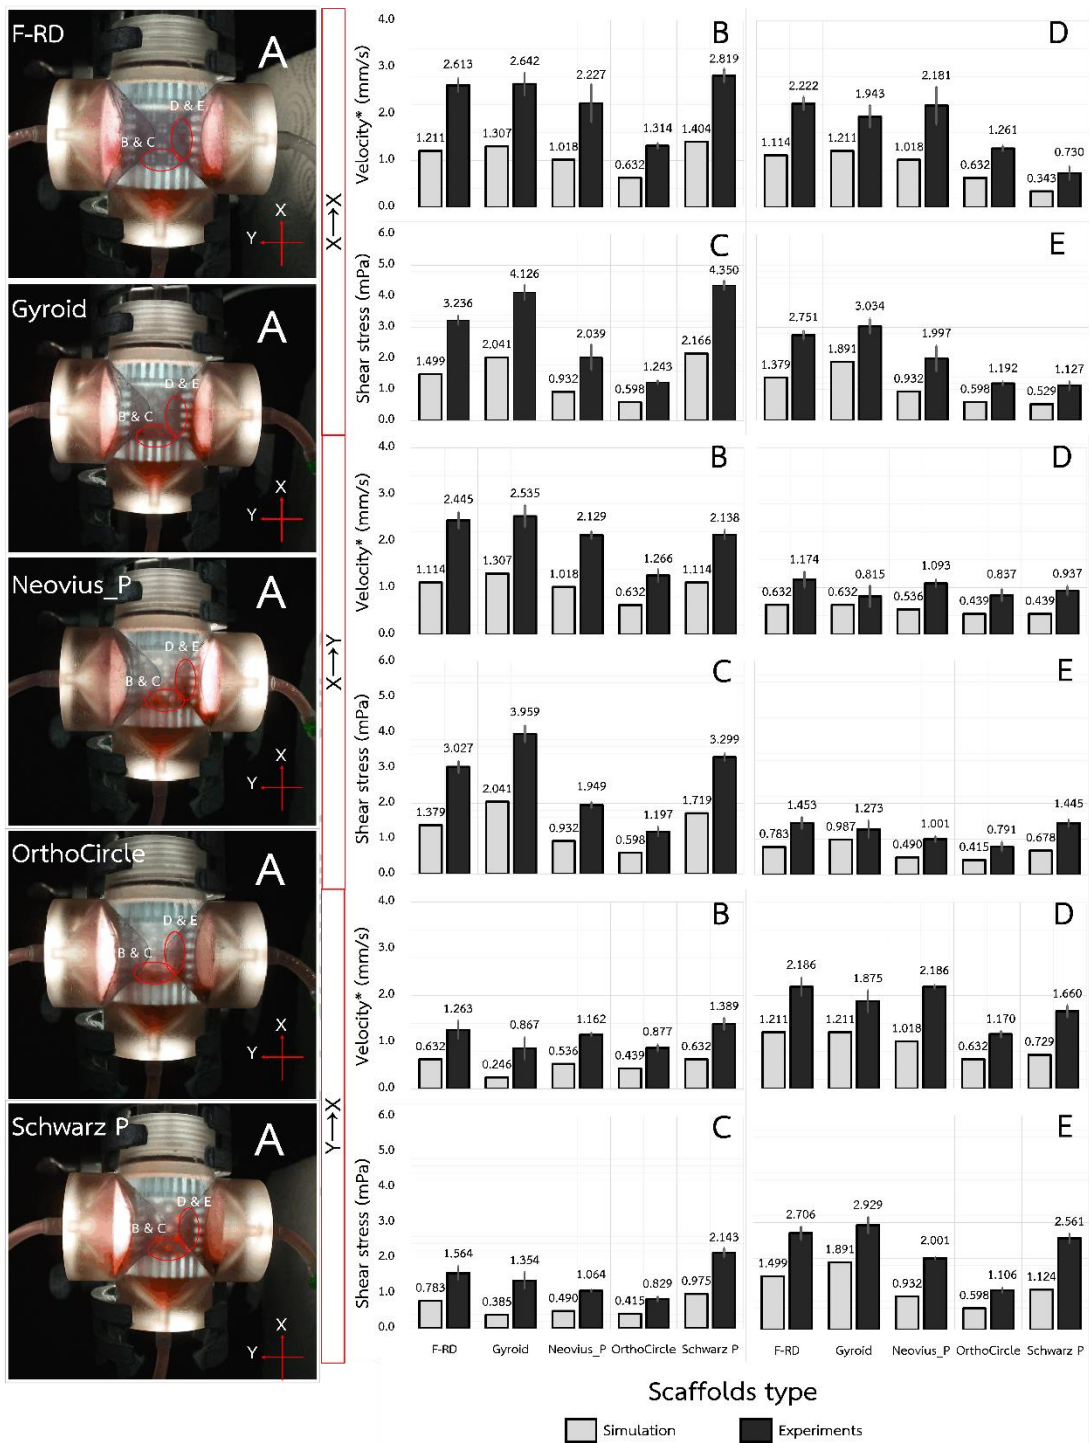 F-RD
A
D & E
B & C
X
Y
Gyroid
A
D & E
B & C
X
Y
Neovius_P
A
D & E
B & C
X
Y
OrthoCircle
A
D & E
B & C
X
Y
Schwarz P
A
D & E
B & C
X
Y
X→X
X→Y
Y→X
Velocity* (mm/s)
4.0
3.0
2.0
1.0
0.0
B
1.211 2.613 1.307 2.642 1.018 2.227 0.632 1.314 1.404 2.819
D
1.114 2.222 1.211 1.943 1.018 2.181 0.632 1.261 0.343 0.730
Shear stress (mPa)
6.0
5.0
4.0
3.0
2.0
1.0
0.0
C
1.499 3.236 2.041 4.126 0.932 2.039 0.598 1.243 2.166 4.350
E
1.379 2.751 1.891 3.034 0.932 1.997 0.598 1.192 0.529 1.127
Velocity* (mm/s)
4.0
3.0
2.0
1.0
0.0
B
1.114 2.445 1.307 2.535 1.018 2.129 0.632 1.266 1.114 2.138
D
0.632 1.174 0.632 0.815 0.536 1.093 0.439 0.837 0.439 0.937
Shear stress (mPa)
6.0
5.0
4.0
3.0
2.0
1.0
0.0
C
1.379 3.027 2.041 3.959 0.932 1.949 0.598 1.197 1.719 3.299
E
0.783 1.453 0.987 1.273 0.490 1.001 0.415 0.791 0.678 1.445
Velocity* (mm/s)
4.0
3.0
2.0
1.0
0.0
B
0.632 1.263 0.246 0.867 0.536 1.162 0.439 0.877 0.632 1.389
D
1.211 2.186 1.211 1.875 1.018 2.186 0.632 1.170 0.729 1.660
Shear stress (mPa)
6.0
5.0
4.0
3.0
2.0
1.0
0.0
C
0.783 1.564 0.385 1.354 0.490 1.064 0.415 0.829 0.975 2.143
E
1.499 2.706 1.891 2.929 0.932 2.001 0.598 1.106 1.124 2.561
F-RD Gyroid Neovius_P OrthoCircle Schwarz P
F-RD Gyroid Neovius_P OrthoCircle Schwarz P
Scaffolds type
Simulation
Experiments